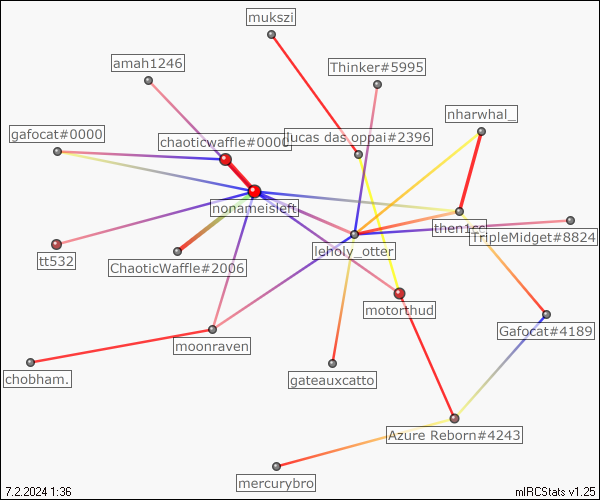 mukszi
amah1246
Thinker#5995
nharwhal_
gafocat#0000
chaoticwaffle#0000
lucas das oppai#2396
nonameisleft
then1cc
TripleMidget#8824
tt532
ChaoticWaffle#2006
leholy_otter
motorthud
Gafocat#4189
moonraven
chobham.
gateauxcatto
Azure Reborn#4243
mercurybro
7.2.2024 1:36
mIRCStats v1.25